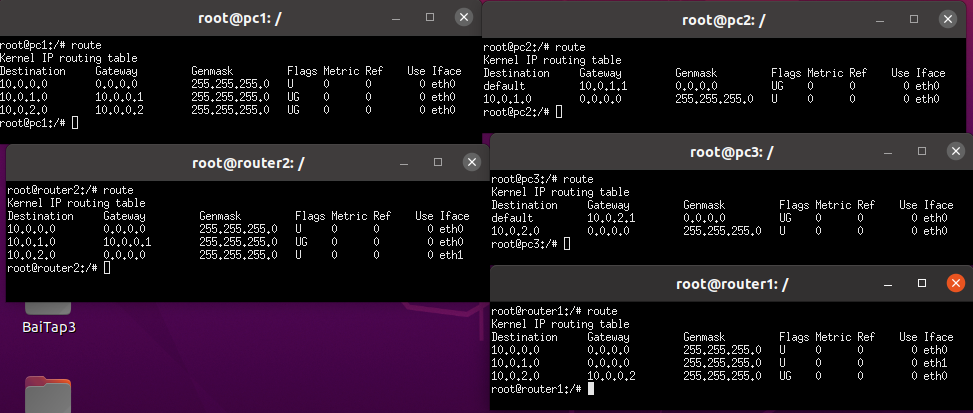 root@pc1: /
root@pc1:/# route
Kernel IP routing table
Destination Gateway Genmask Flags Metric Ref Use Iface
10.0.0.0 0.0.0.0 255.255.255.0 U 0 0 0 eth0
10.0.1.0 10.0.0.1 255.255.255.0 UG 0 0 0 eth0
10.0.2.0 10.0.0.2 255.255.255.0 UG 0 0 0 eth0
root@pc1:/#
root@pc2: /
root@pc2:/# route
Kernel IP routing table
Destination Gateway Genmask Flags Metric Ref Use Iface
default 10.0.1.1 0.0.0.0 UG 0 0 0 eth0
10.0.1.0 0.0.0.0 255.255.255.0 U 0 0 0 eth0
root@pc2:/#
root@router2: /
root@router2:/# route
Kernel IP routing table
Destination Gateway Genmask Flags Metric Ref Use Iface
10.0.0.0 0.0.0.0 255.255.255.0 U 0 0 0 eth0
10.0.1.0 10.0.0.1 255.255.255.0 UG 0 0 0 eth0
10.0.2.0 0.0.0.0 255.255.255.0 U 0 0 0 eth1
root@router2:/#
root@pc3: /
root@pc3:/# route
Kernel IP routing table
Destination Gateway Genmask Flags Metric Ref Use Iface
default 10.0.2.1 0.0.0.0 UG 0 0 0 eth0
10.0.2.0 0.0.0.0 255.255.255.0 U 0 0 0 eth0
root@pc3:/#
root@router1: /
root@router1:/# route
Kernel IP routing table
Destination Gateway Genmask Flags Metric Ref Use Iface
10.0.0.0 0.0.0.0 255.255.255.0 U 0 0 0 eth0
10.0.1.0 0.0.0.0 255.255.255.0 U 0 0 0 eth1
10.0.2.0 10.0.0.2 255.255.255.0 UG 0 0 0 eth0
root@router1:/#
BaiTap3